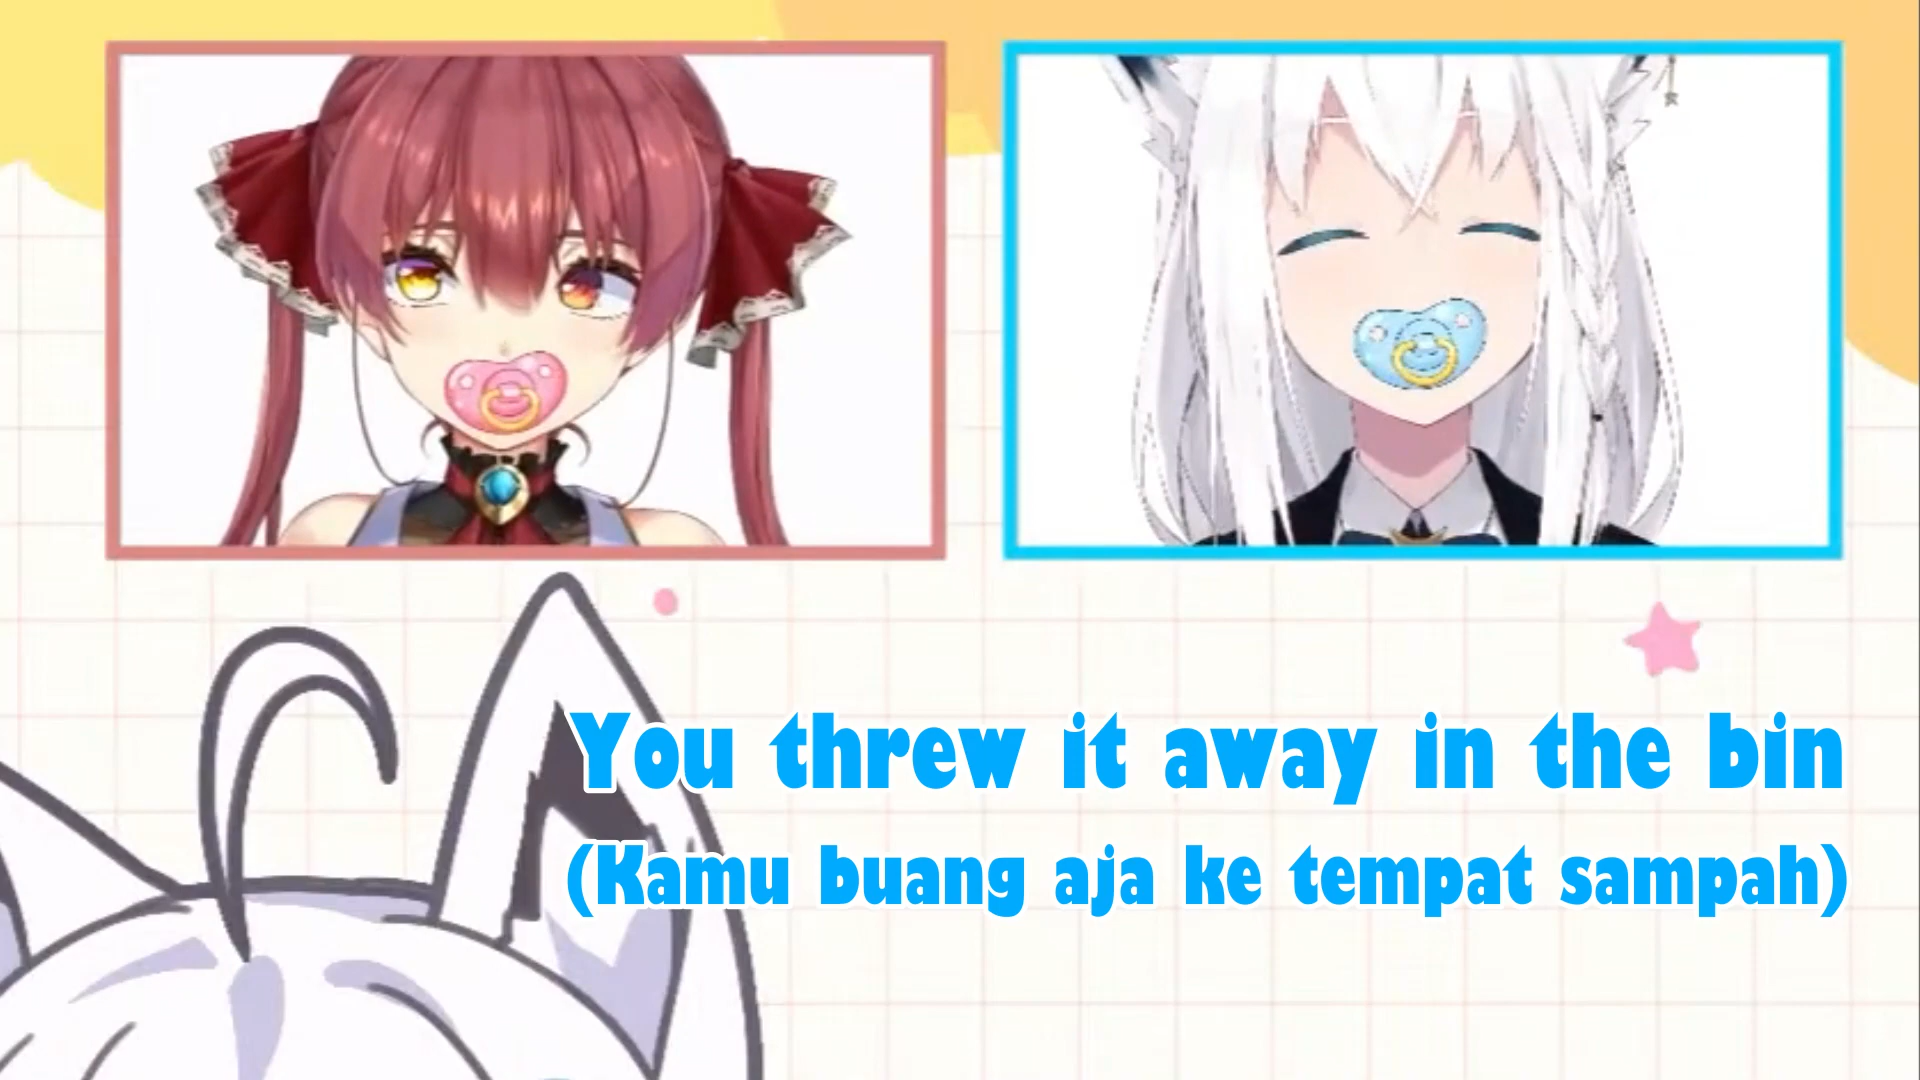 You threw it away in the bin
(Kamu buang aja ke tempat sampah)